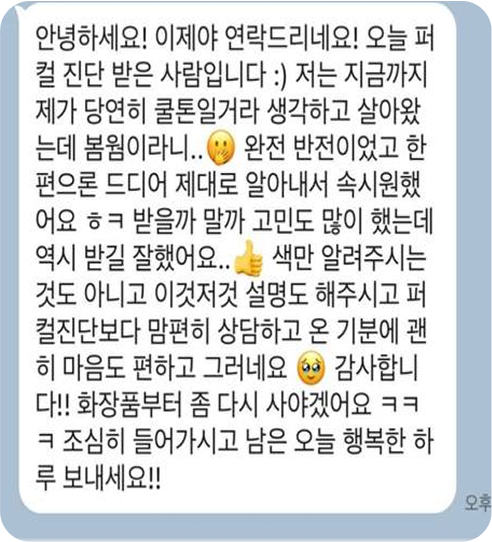 안녕하세요! 이제야 연락드리네요! 오늘 퍼
컬 진단 받은 사람입니다 :) 저는 지금까지
제가 당연히 쿨톤일거라 생각하고 살아왔
는데 봄웜이라니..🤭 완전 반전이었고 한
편으론 드디어 제대로 알아내서 속시원했
어요 ㅎㅋ 받을까 말까 고민도 많이 했는데
역시 받길 잘했어요..👍 색만 알려주시는
것도 아니고 이것저것 설명도 해주시고 퍼
컬진단보다 맘편히 상담하고 온 기분에 괜
히 마음도 편하고 그러네요 🥹 감사합니
다!! 화장품부터 좀 다시 사야겠어요 ㅋㅋ
ㅋ 조심히 들어가시고 남은 오늘 행복한 하
루 보내세요!!
오후